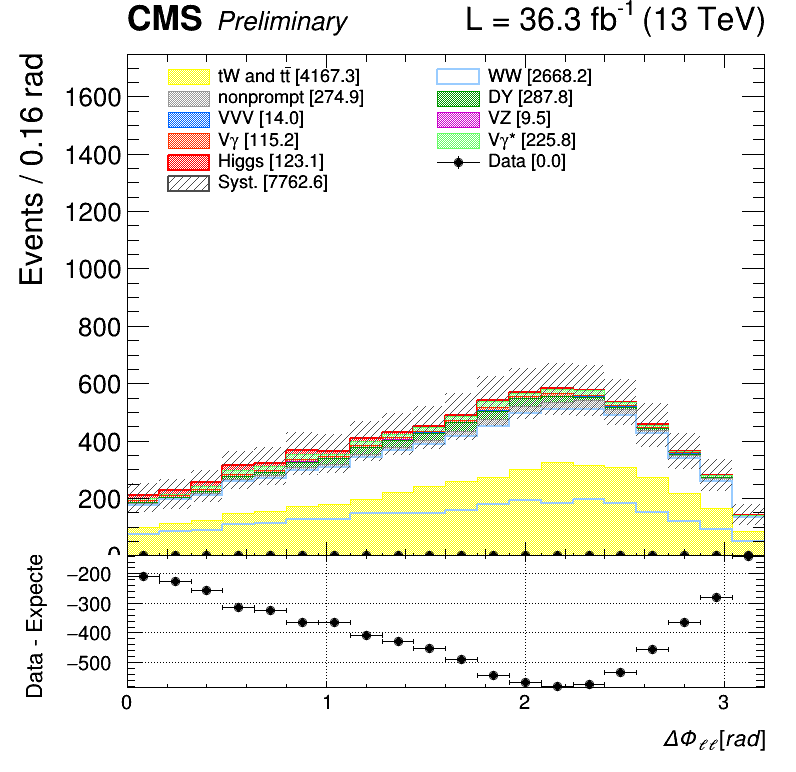 CMS Preliminary L = 36.3 fb⁻¹ (13 TeV)
Events / 0.16 rad
1600
1400
1200
1000
800
600
400
200
0
tW and tt̄ [4167.3]
nonprompt [274.9]
VVV [14.0]
Vγ [115.2]
Higgs [123.1]
Syst. [7762.6]
WW [2668.2]
DY [287.8]
VZ [9.5]
Vγ* [225.8]
Data [0.0]
Data - Expecte
−200
−300
−400
−500
0 1 2 3
ΔΦℓℓ[rad]